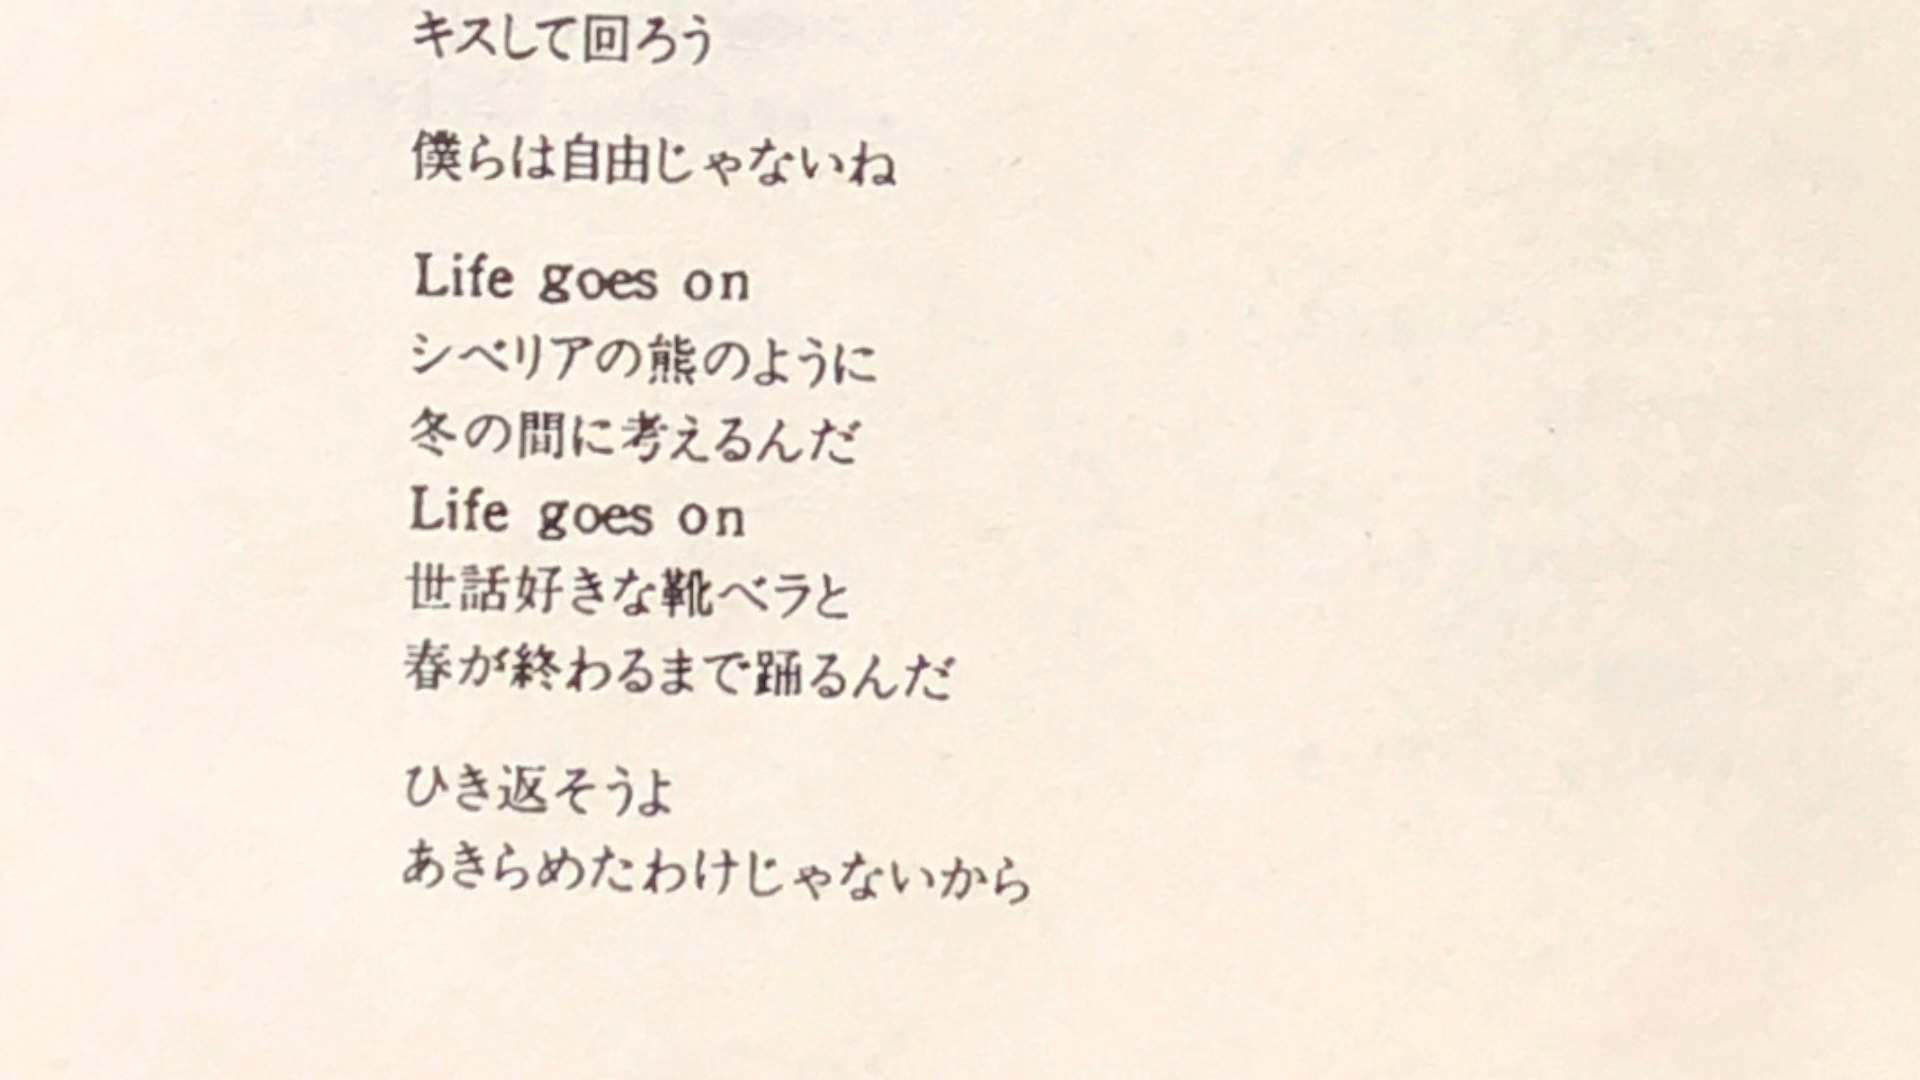 キスして回ろう
僕らは自由じゃないね
Life goes on
シベリアの熊のように
冬の間に考えるんだ
Life goes on
世話好きな靴ベラと
春が終わるまで踊るんだ
ひき返そうよ
あきらめたわけじゃないから